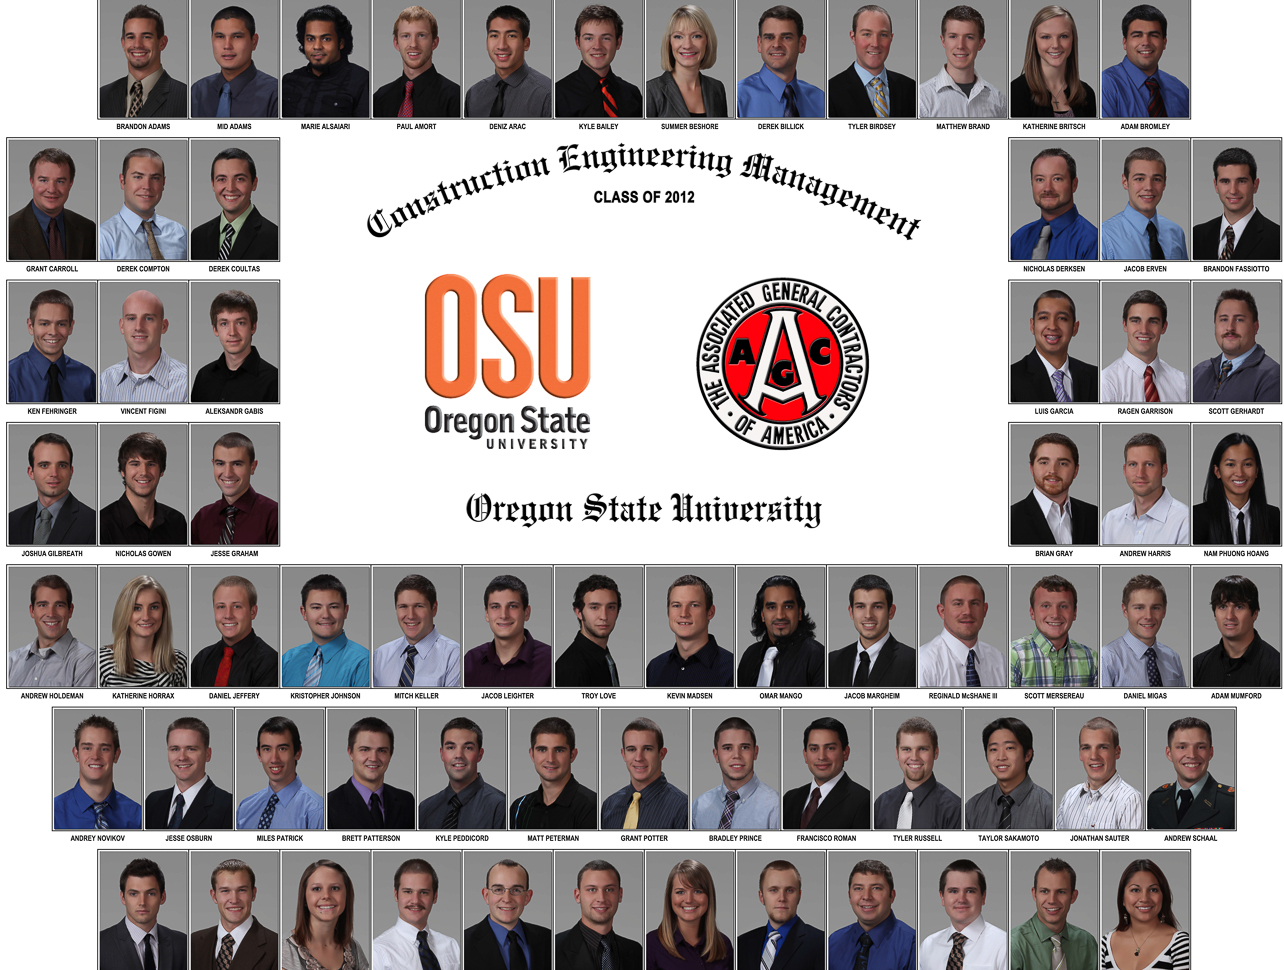 BRANDON ADAMS MID ADAMS MARIE ALSAIARI PAUL AMORT DENIZ ARAC KYLE BAILEY SUMMER BESHORE DEREK BILLICK TYLER BIRDSEY MATTHEW BRAND KATHERINE BRITSCH ADAM BROMLEY
Construction Engineering Management
CLASS OF 2012
GRANT CARROLL DEREK COMPTON DEREK COULTAS NICHOLAS DERKSEN JACOB ERVEN BRANDON FASSIOTTO
OSU
Oregon State
UNIVERSITY
THE ASSOCIATED GENERAL CONTRACTORS
· OF AMERICA ·
A G C
KEN FEHRINGER VINCENT FIGINI ALEKSANDR GABIS LUIS GARCIA RAGEN GARRISON SCOTT GERHARDT
Oregon State University
JOSHUA GILBREATH NICHOLAS GOWEN JESSE GRAHAM BRIAN GRAY ANDREW HARRIS NAM PHUONG HOANG
ANDREW HOLDEMAN KATHERINE HORRAX DANIEL JEFFERY KRISTOPHER JOHNSON MITCH KELLER JACOB LEIGHTER TROY LOVE KEVIN MADSEN OMAR MANGO JACOB MARGHEIM REGINALD McSHANE III SCOTT MERSEREAU DANIEL MIGAS ADAM MUMFORD
ANDREY NOVIKOV JESSE OSBURN MILES PATRICK BRETT PATTERSON KYLE PEDDICORD MATT PETERMAN GRANT POTTER BRADLEY PRINCE FRANCISCO ROMAN TYLER RUSSELL TAYLOR SAKAMOTO JONATHAN SAUTER ANDREW SCHAAL